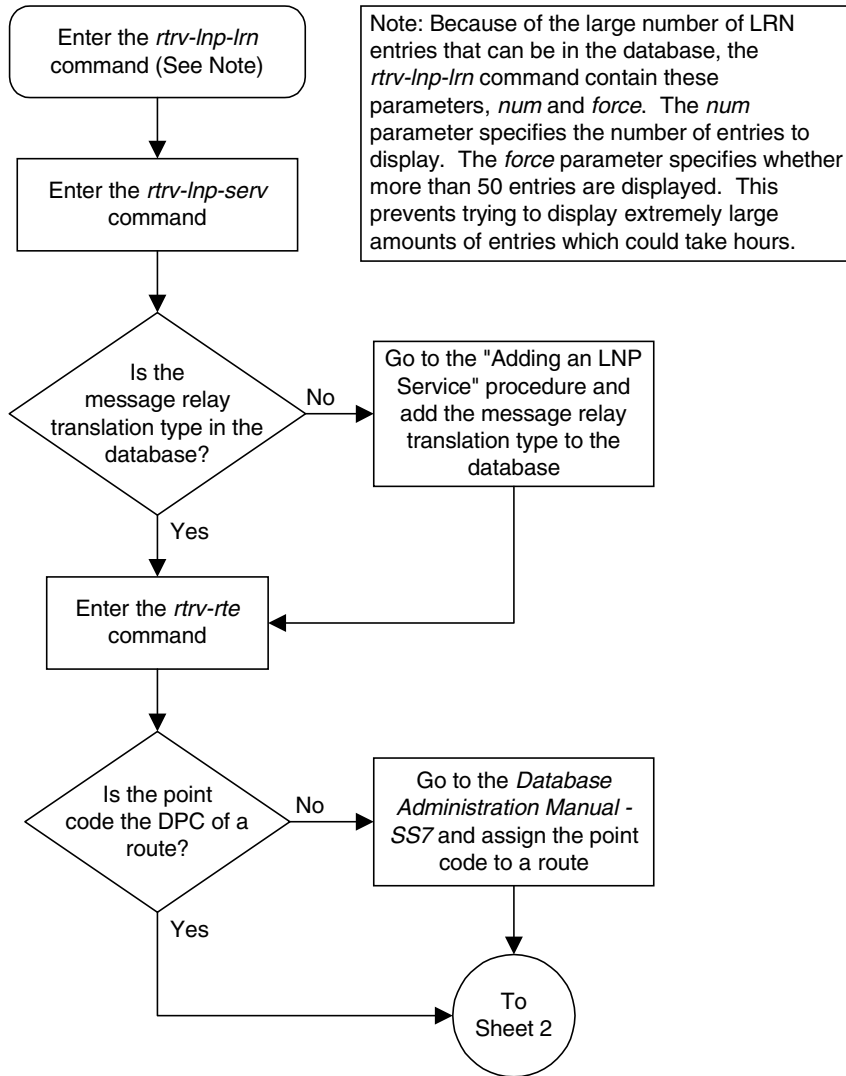 Enter the rtrv-lnp-lrn
command (See Note)
Note: Because of the large number of LRN
entries that can be in the database, the
rtrv-lnp-lrn command contain these
parameters, num and force.  The num
parameter specifies the number of entries to
display.  The force parameter specifies whether
more than 50 entries are displayed.  This
prevents trying to display extremely large
amounts of entries which could take hours.
Enter the rtrv-lnp-serv
command
Is the
message relay
translation type in the
database?
No
Go to the "Adding an LNP
Service" procedure and
add the message relay
translation type to the
database
Yes
Enter the rtrv-rte
command
Is the point
code the DPC of a
route?
No
Go to the Database
Administration Manual -
SS7 and assign the point
code to a route
Yes
To
Sheet 2